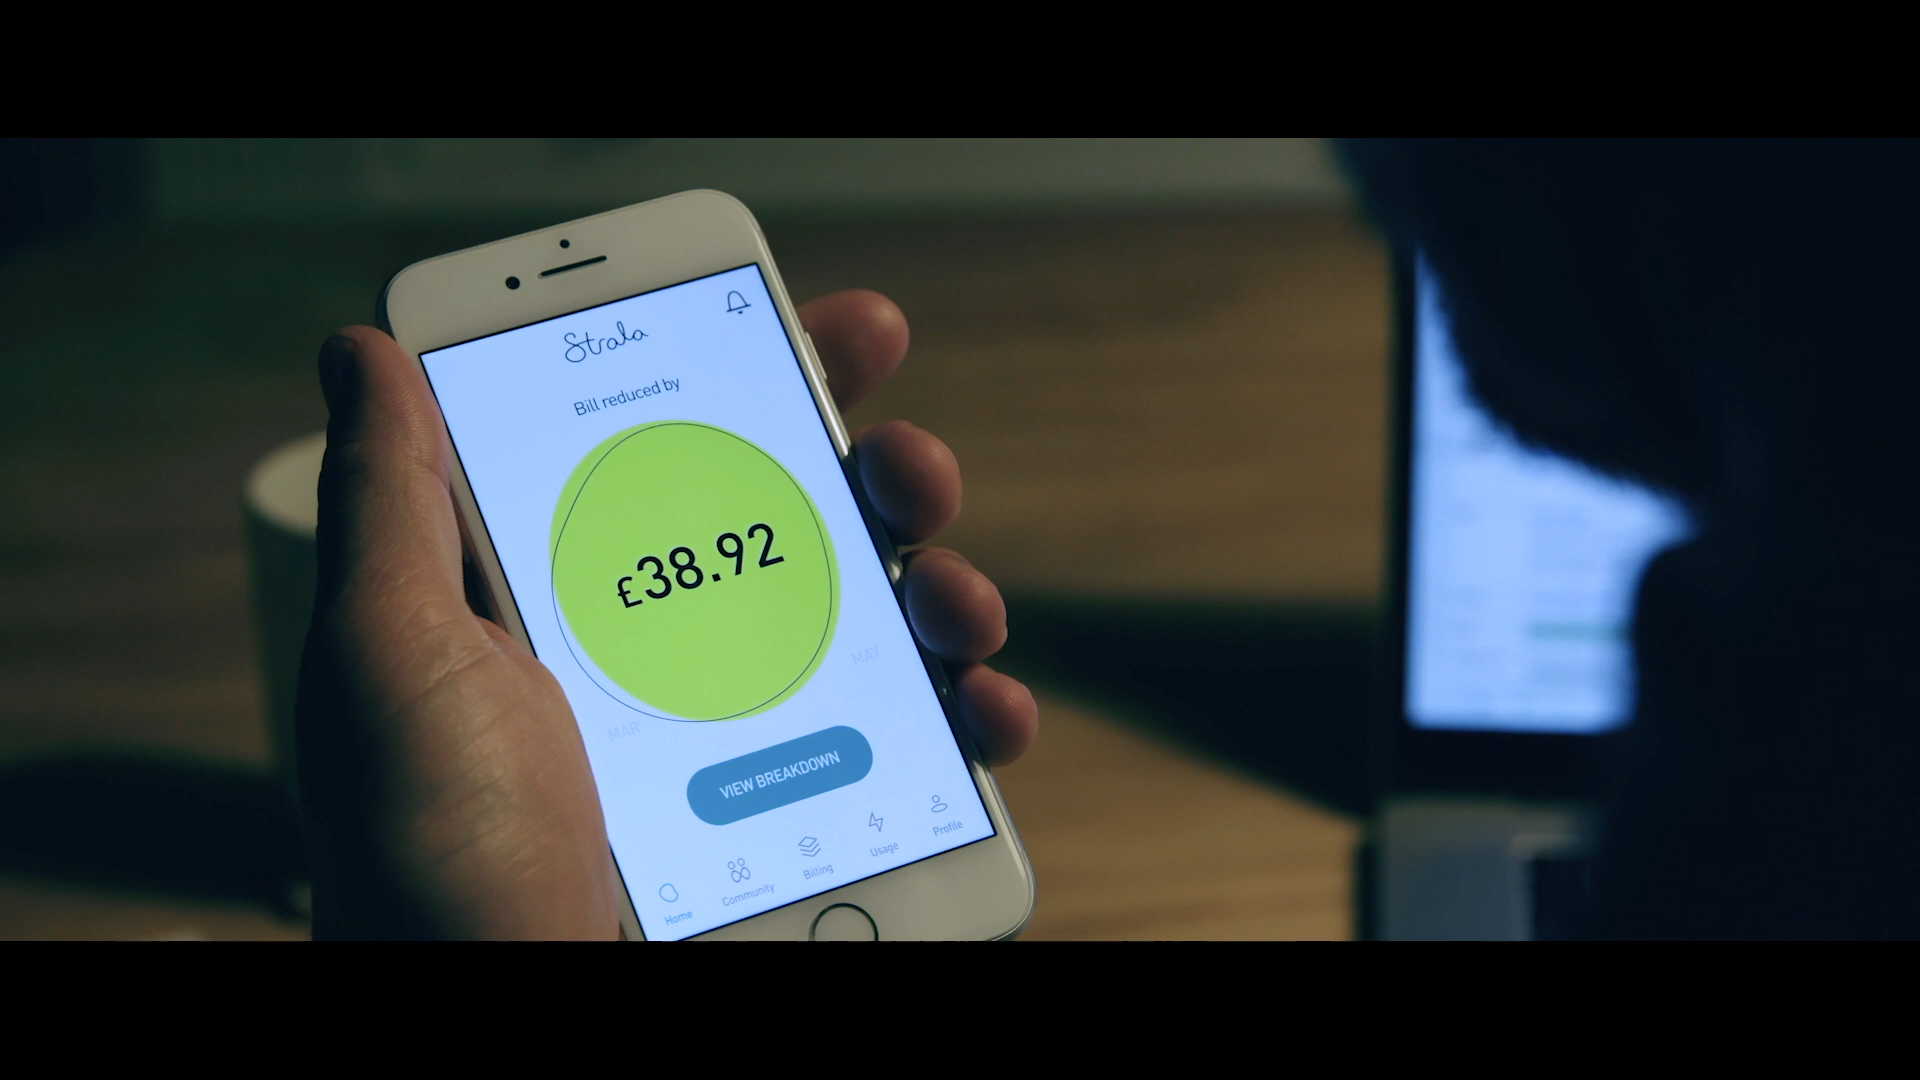 Strala
Bill reduced by
£38.92
MAR
MAY
VIEW BREAKDOWN
Home
Community
Billing
Usage
Profile